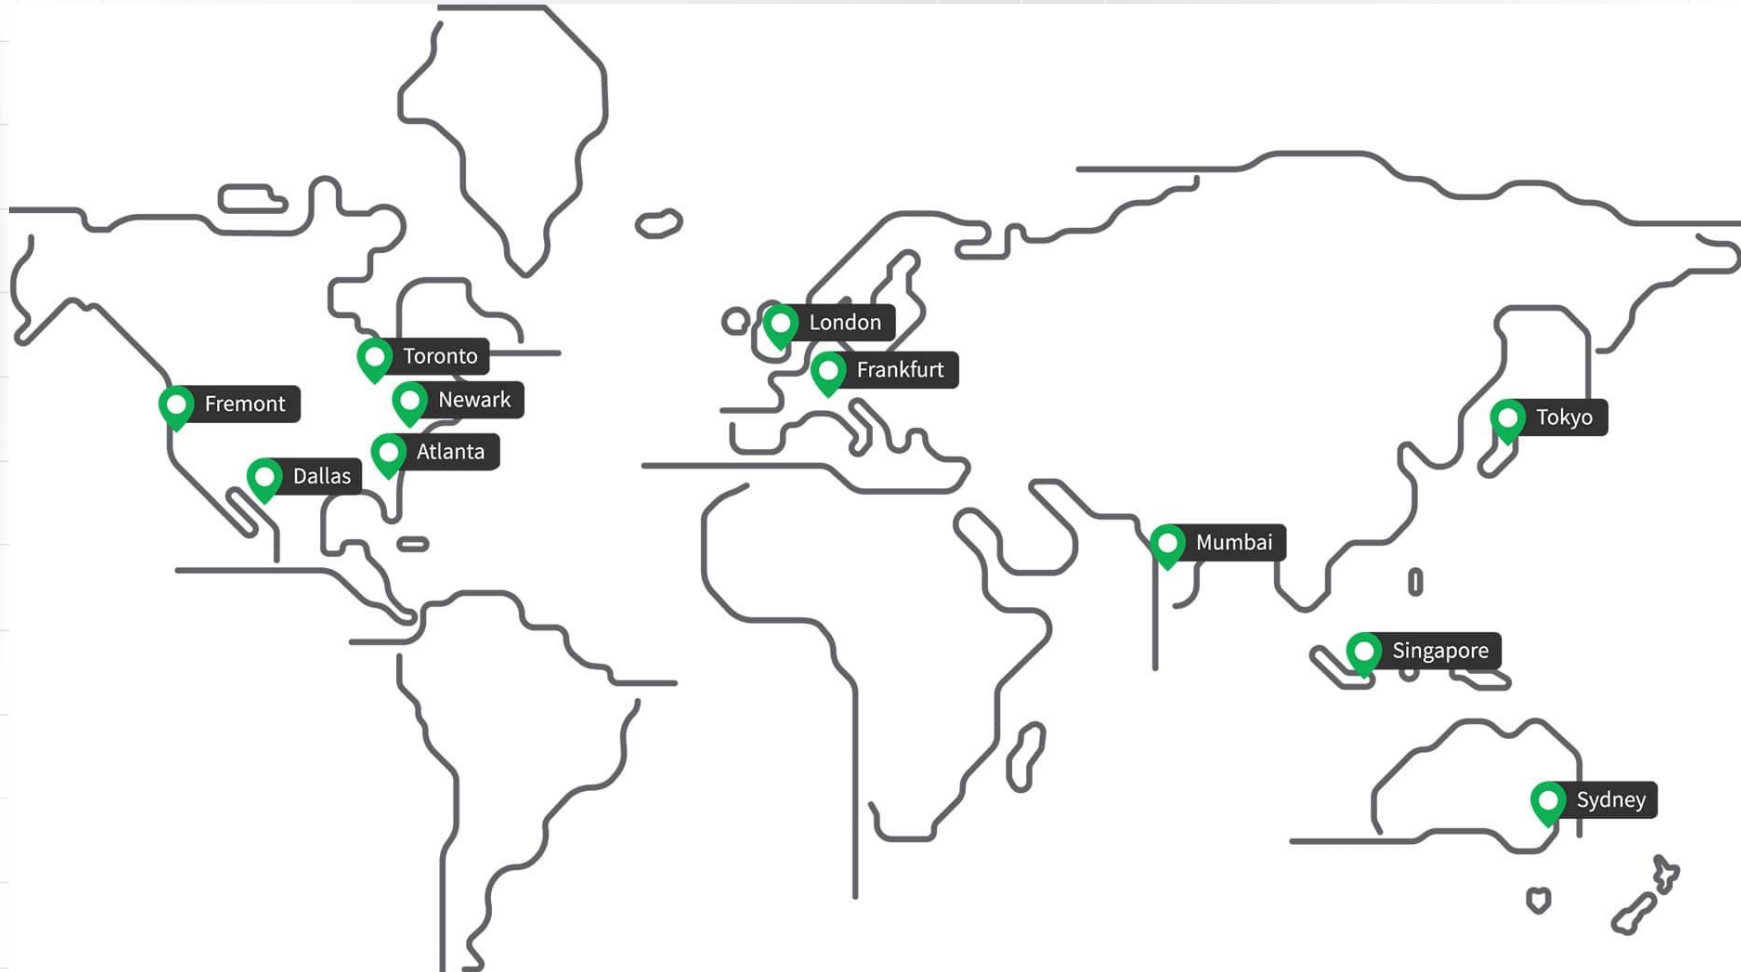 London
Toronto
Frankfurt
Fremont
Newark
Tokyo
Atlanta
Dallas
Mumbai
Singapore
Sydney